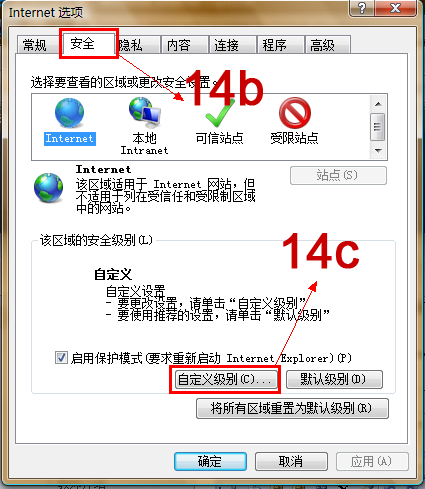 Internet 选项
常规 安全 隐私 内容 连接 程序 高级
选择要查看的区域或更改安全设置。
14b
Internet 本地 Intranet 可信站点 受限站点
Internet
该区域适用于 Internet 网站，但
不适用于列在受信任和受限制区域
中的网站。
站点(S)
该区域的安全级别(L)
14c
自定义
自定义设置
- 要更改设置，请单击“自定义级别”
- 要使用推荐的设置，请单击“默认级别”
启用保护模式(要求重新启动 Internet Explorer)(P)
自定义级别(C)... 默认级别(D)
将所有区域重置为默认级别(R)
确定 取消 应用(A)